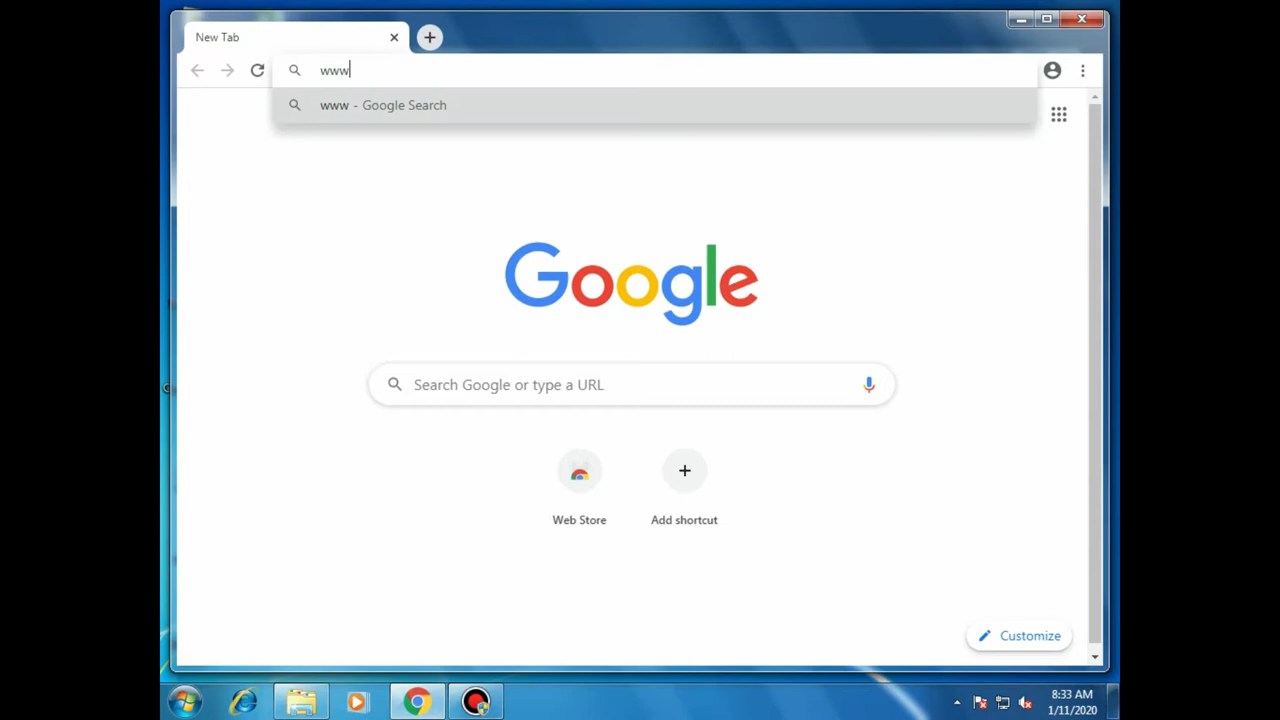 New Tab
www
www - Google Search
Google
Search Google or type a URL
Web Store
Add shortcut
Customize
8:33 AM
1/11/2020